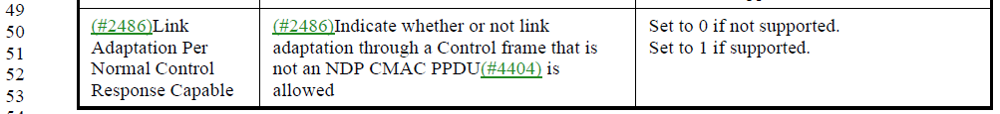 49
50
51
52
53
(#2486)Link
Adaptation Per
Normal Control
Response Capable
(#2486)Indicate whether or not link
adaptation through a Control frame that is
not an NDP CMAC PPDU(#4404) is
allowed
Set to 0 if not supported.
Set to 1 if supported.